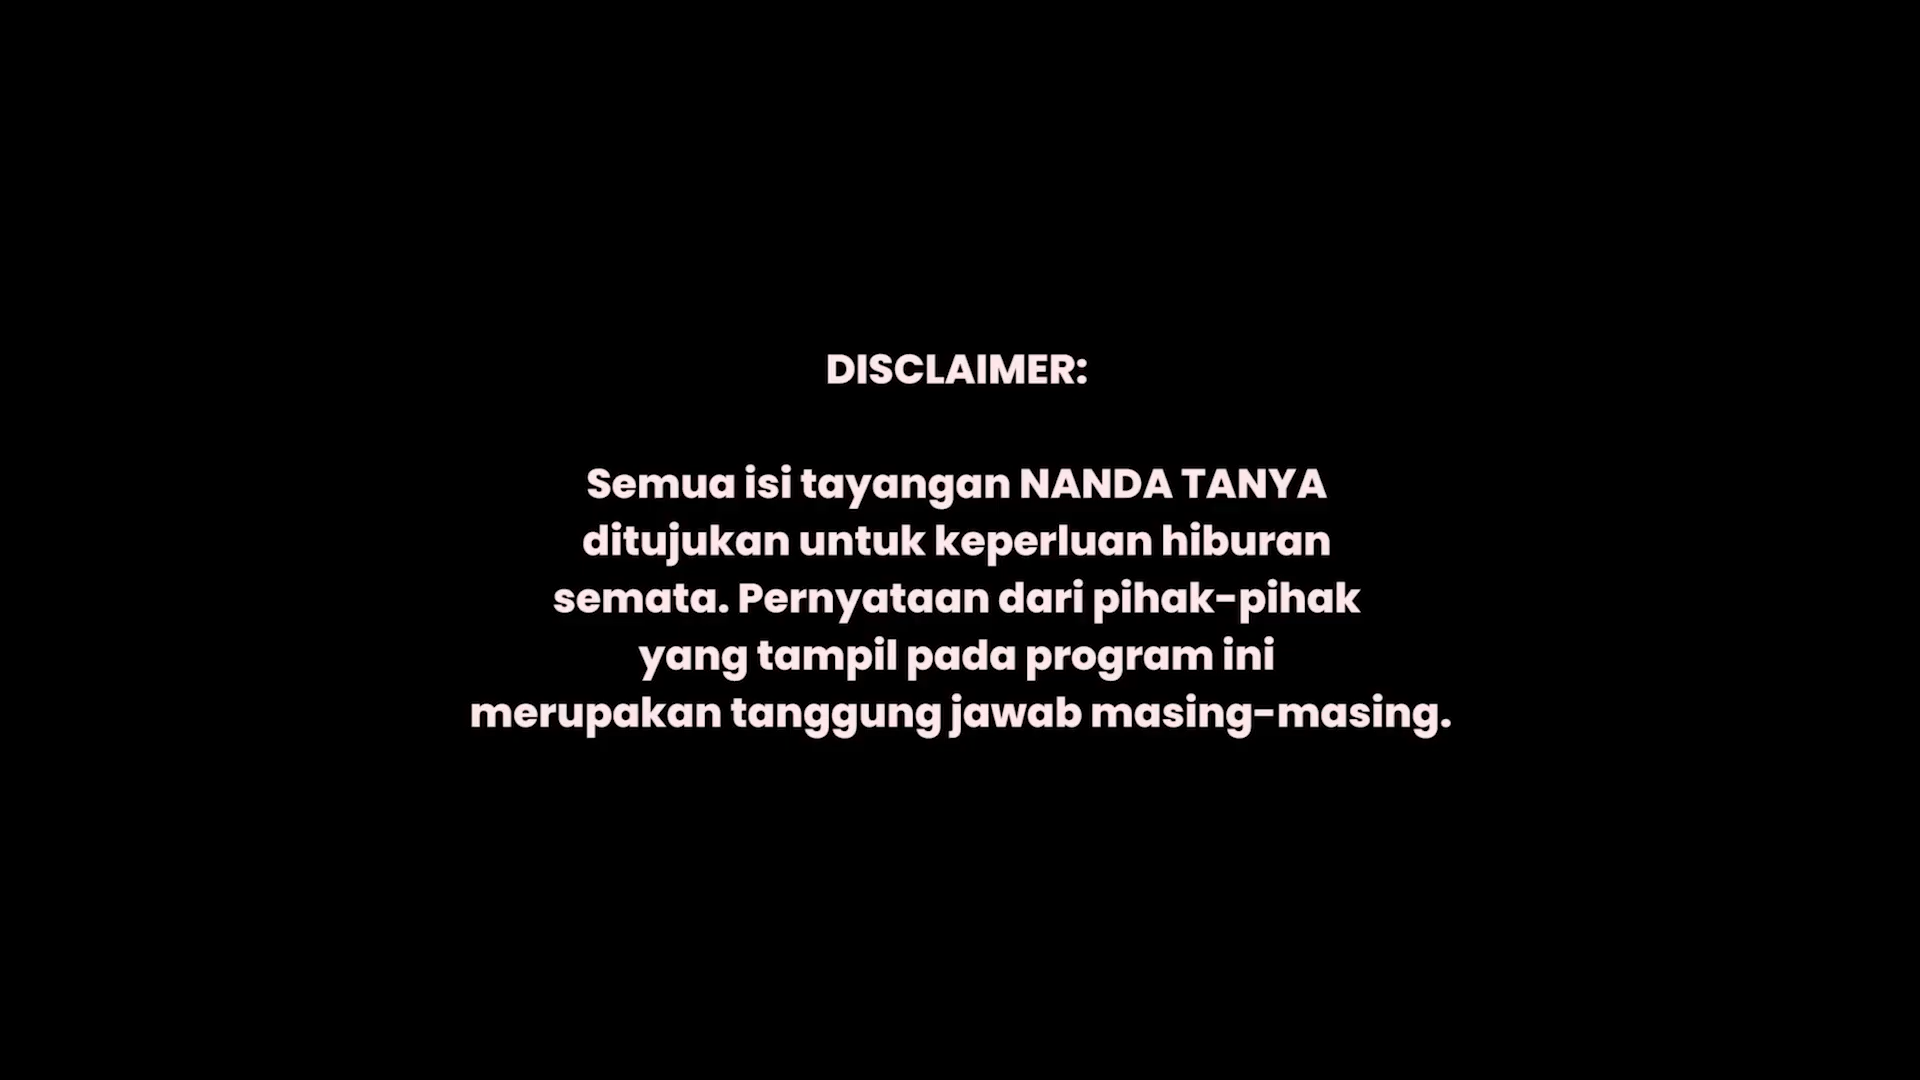 DISCLAIMER:
Semua isi tayangan NANDA TANYA
ditujukan untuk keperluan hiburan
semata. Pernyataan dari pihak-pihak
yang tampil pada program ini
merupakan tanggung jawab masing-masing.